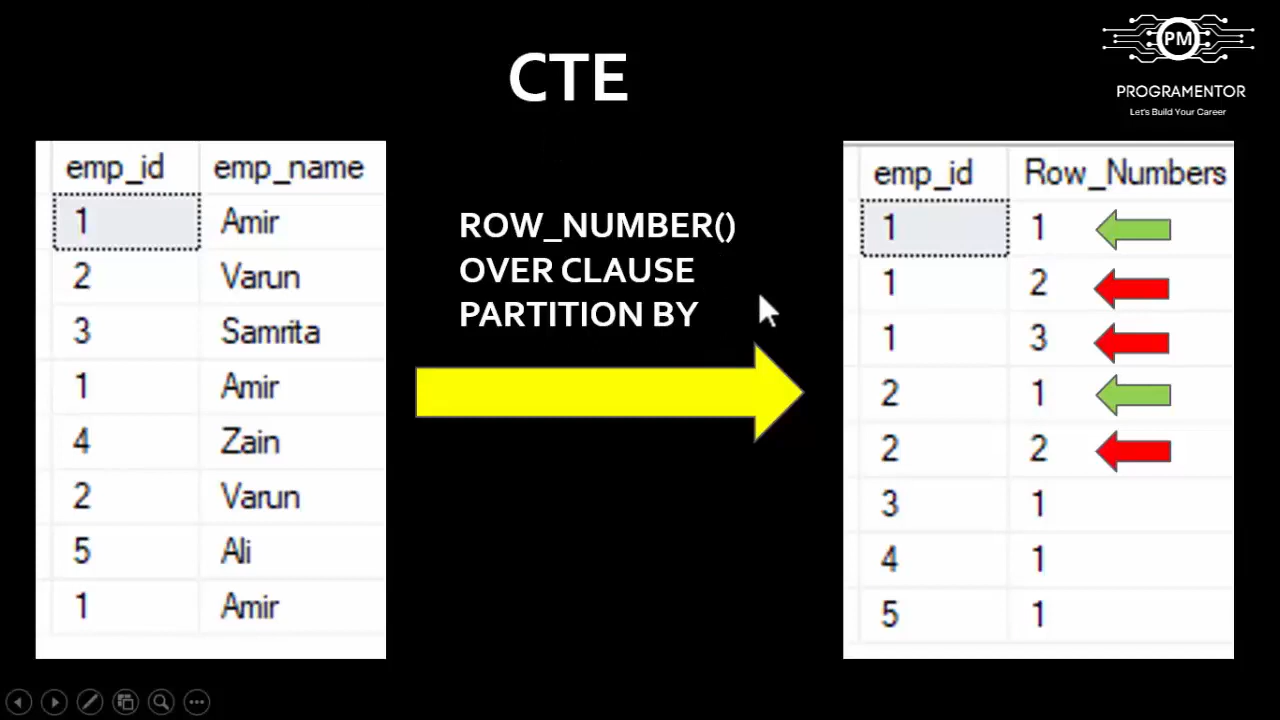 CTE
PM
PROGRAMENTOR
Let's Build Your Career
emp_id emp_name
1 Amir
2 Varun
3 Samrita
1 Amir
4 Zain
2 Varun
5 Ali
1 Amir
ROW_NUMBER()
OVER CLAUSE
PARTITION BY
emp_id Row_Numbers
1 1
1 2
1 3
2 1
2 2
3 1
4 1
5 1